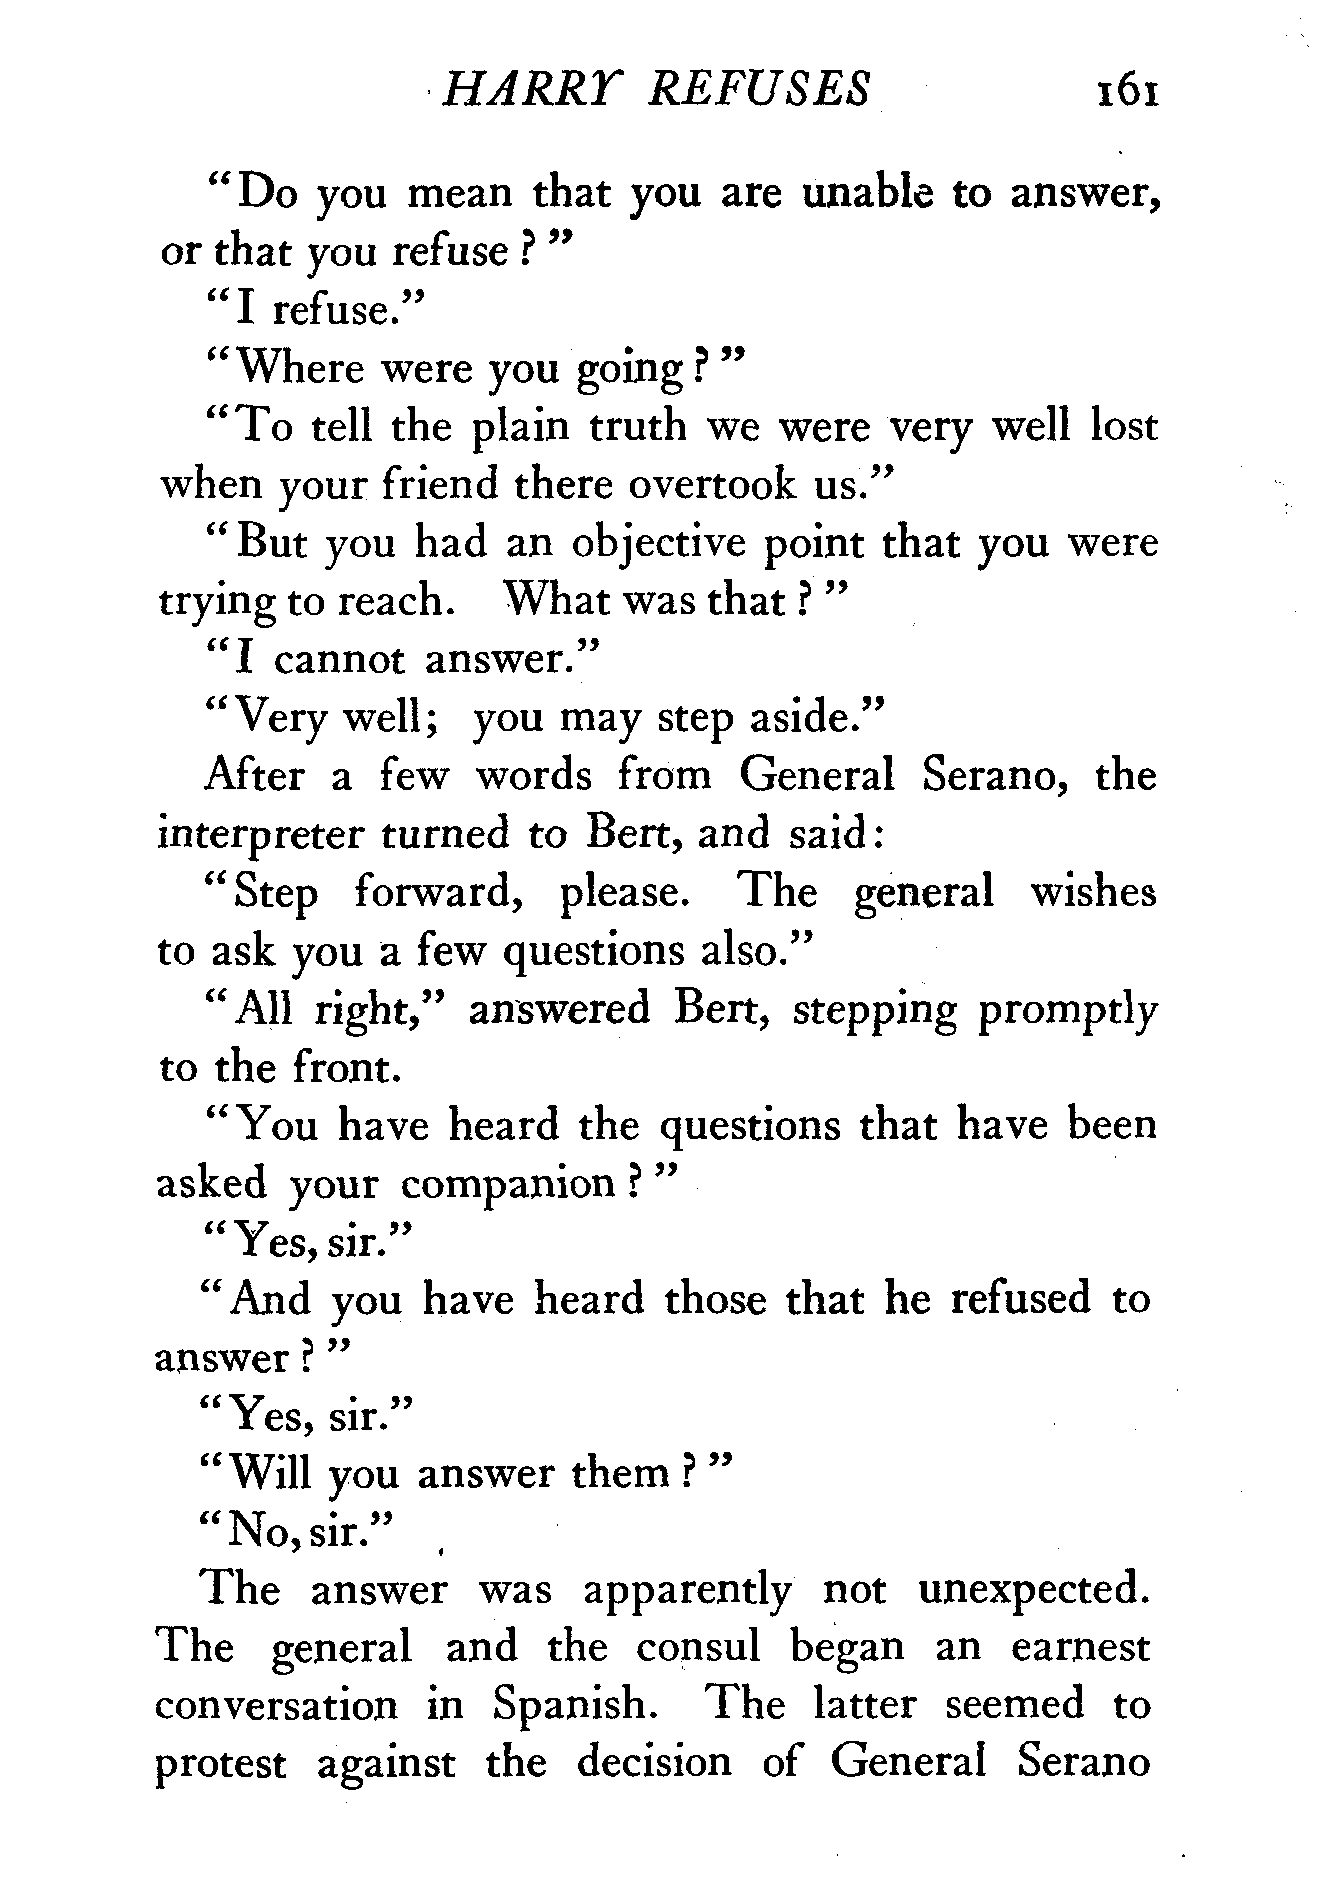 HARRY REFUSES 161
"Do you mean that you are unable to answer,
or that you refuse ? "
"I refuse."
"Where were you going ? "
"To tell the plain truth we were very well lost
when your friend there overtook us."
"But you had an objective point that you were
trying to reach. What was that ? "
"I cannot answer."
"Very well; you may step aside."
After a few words from General Serano, the
interpreter turned to Bert, and said:
"Step forward, please. The general wishes
to ask you a few questions also."
"All right," answered Bert, stepping promptly
to the front.
"You have heard the questions that have been
asked your companion ? "
"Yes, sir."
"And you have heard those that he refused to
answer ? "
"Yes, sir."
"Will you answer them ? "
"No, sir."
The answer was apparently not unexpected.
The general and the consul began an earnest
conversation in Spanish. The latter seemed to
protest against the decision of General Serano